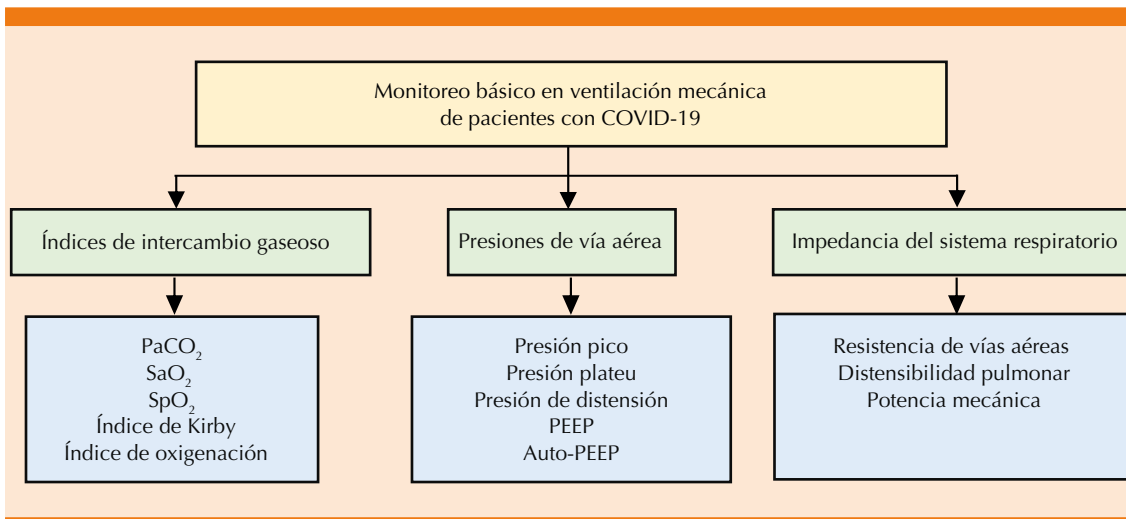 Monitoreo básico en ventilación mecánica
de pacientes con COVID-19
Índices de intercambio gaseoso
Presiones de vía aérea
Impedancia del sistema respiratorio
PaCO₂
SaO₂
SpO₂
Índice de Kirby
Índice de oxigenación
Presión pico
Presión plateu
Presión de distensión
PEEP
Auto-PEEP
Resistencia de vías aéreas
Distensibilidad pulmonar
Potencia mecánica